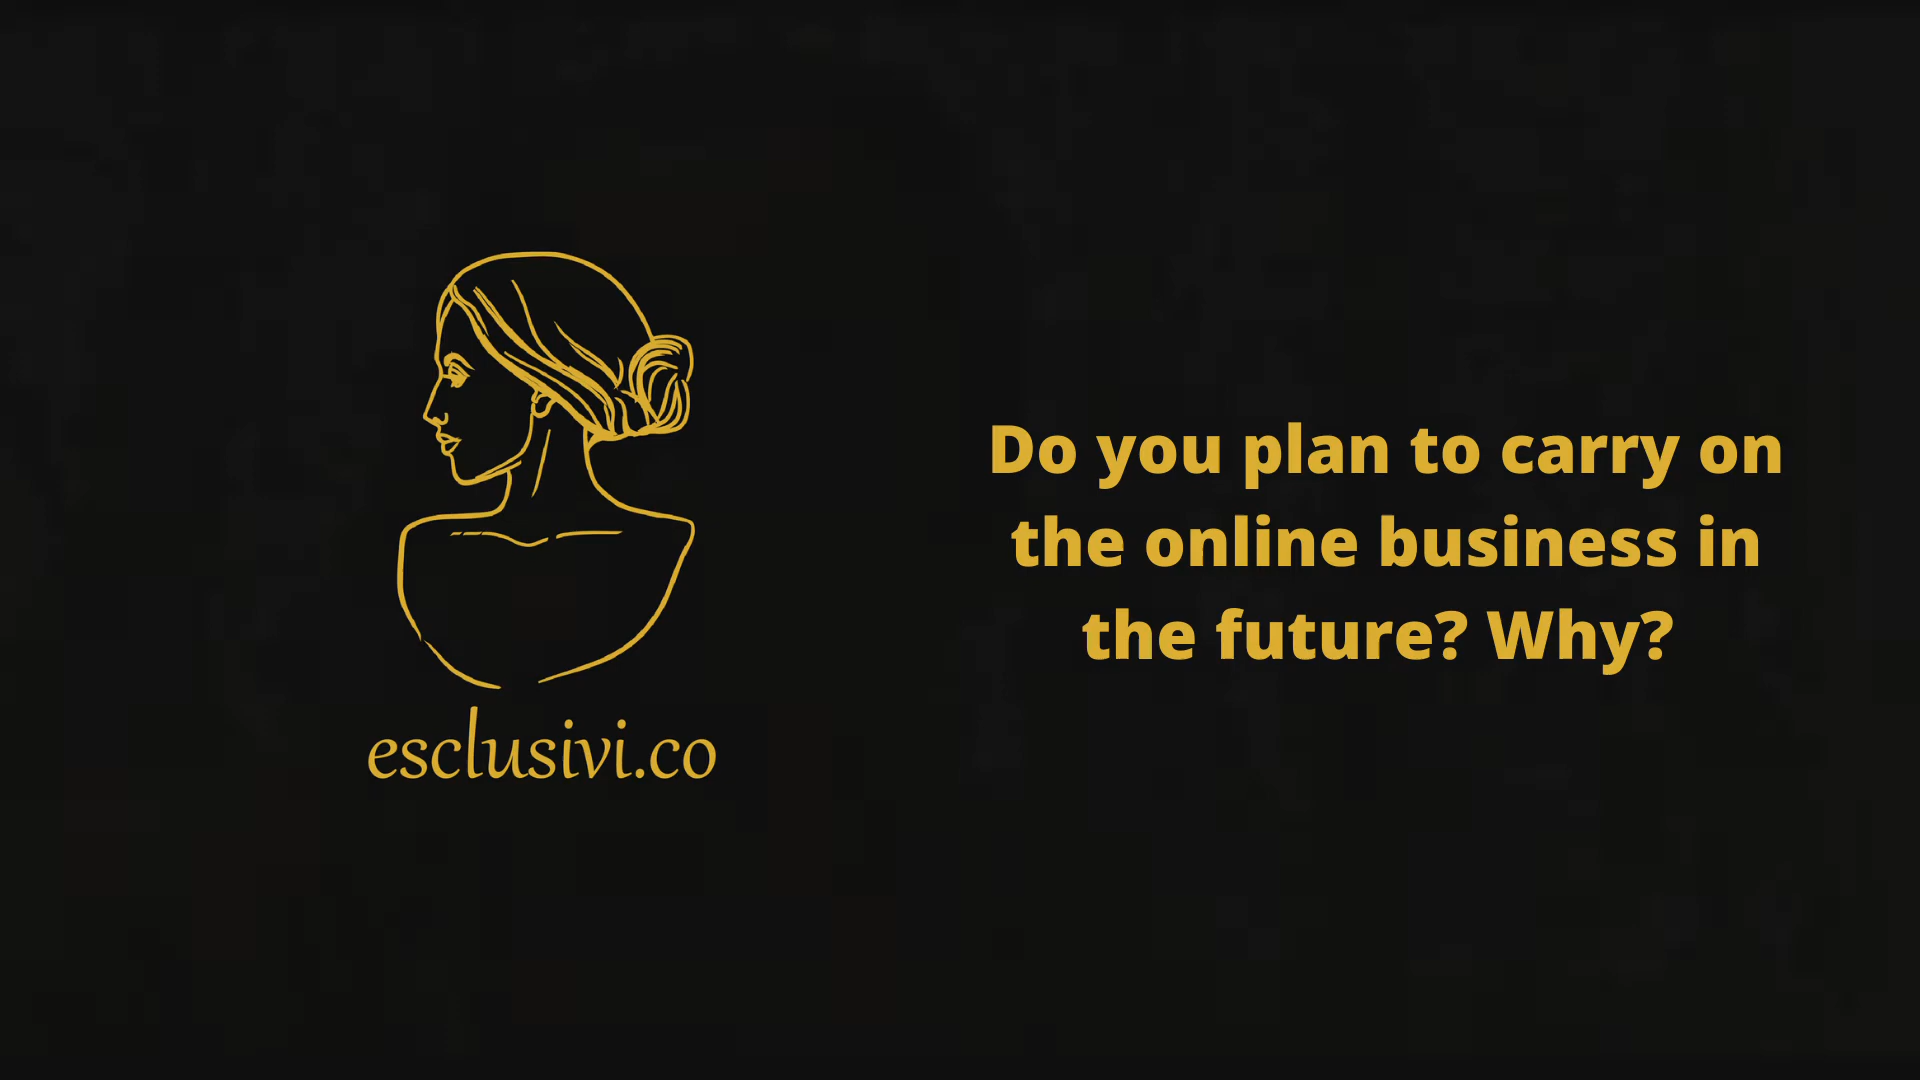 esclusivi.co
Do you plan to carry on
the online business in
the future? Why?